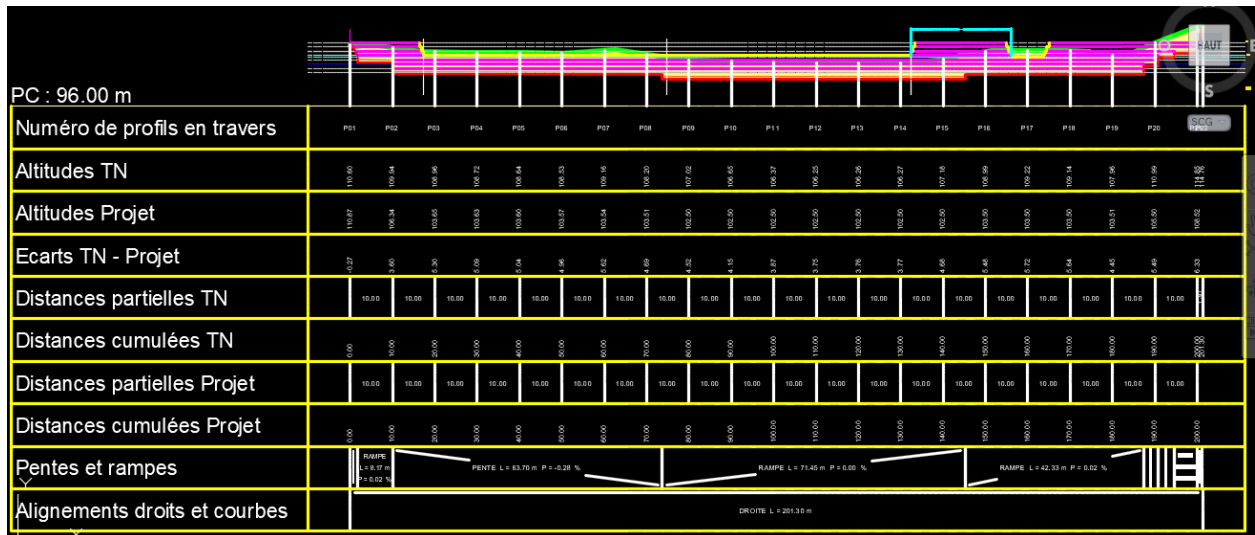 HAUT
S
SCG
PC : 96.00 m
Numéro de profils en travers P01 P02 P03 P04 P05 P06 P07 P08 P09 P10 P11 P12 P13 P14 P15 P16 P17 P18 P19 P20
Altitudes TN 110.60 109.94 108.96 108.72 108.64 108.53 109.16 108.20 107.02 106.65 106.37 106.25 106.26 106.27 107.18 108.99 109.22 109.14 107.96 110.99 114.76
Altitudes Projet 110.87 106.34 103.65 103.63 103.60 103.57 103.54 103.51 102.50 102.50 102.50 102.50 102.50 102.50 102.50 103.50 103.50 103.50 103.51 105.50 108.52
Ecarts TN - Projet -0.27 3.60 5.30 5.09 5.04 4.96 5.62 4.69 4.52 4.15 3.87 3.75 3.76 3.77 4.68 5.48 5.72 5.64 4.45 5.49 6.33
Distances partielles TN 10.00 10.00 10.00 10.00 10.00 10.00 10.00 10.00 10.00 10.00 10.00 10.00 10.00 10.00 10.00 10.00 10.00 10.00 10.00 10.00
Distances cumulées TN 0.00 10.00 20.00 30.00 40.00 50.00 60.00 70.00 80.00 90.00 100.00 110.00 120.00 130.00 140.00 150.00 160.00 170.00 180.00 190.00 200.00 201.30
Distances partielles Projet 10.00 10.00 10.00 10.00 10.00 10.00 10.00 10.00 10.00 10.00 10.00 10.00 10.00 10.00 10.00 10.00 10.00 10.00 10.00 10.00
Distances cumulées Projet 0.00 10.00 20.00 30.00 40.00 50.00 60.00 70.00 80.00 90.00 100.00 110.00 120.00 130.00 140.00 150.00 160.00 170.00 180.00 190.00 200.00
Pentes et rampes
RAMPE
L = 8.17 m
P = 0.02 %
PENTE L = 63.70 m P = -0.28 %
RAMPE L = 71.45 m P = 0.00 %
RAMPE L = 42.33 m P = 0.02 %
Alignements droits et courbes DROITE L = 201.30 m